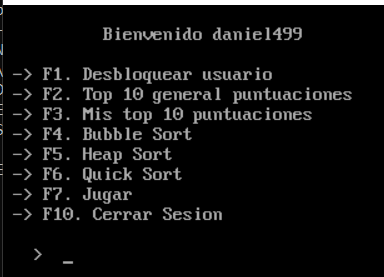 Bienvenido daniel499
-> F1. Desbloquear usuario
-> F2. Top 10 general puntuaciones
-> F3. Mis top 10 puntuaciones
-> F4. Bubble Sort
-> F5. Heap Sort
-> F6. Quick Sort
-> F7. Jugar
-> F10. Cerrar Sesion
> _